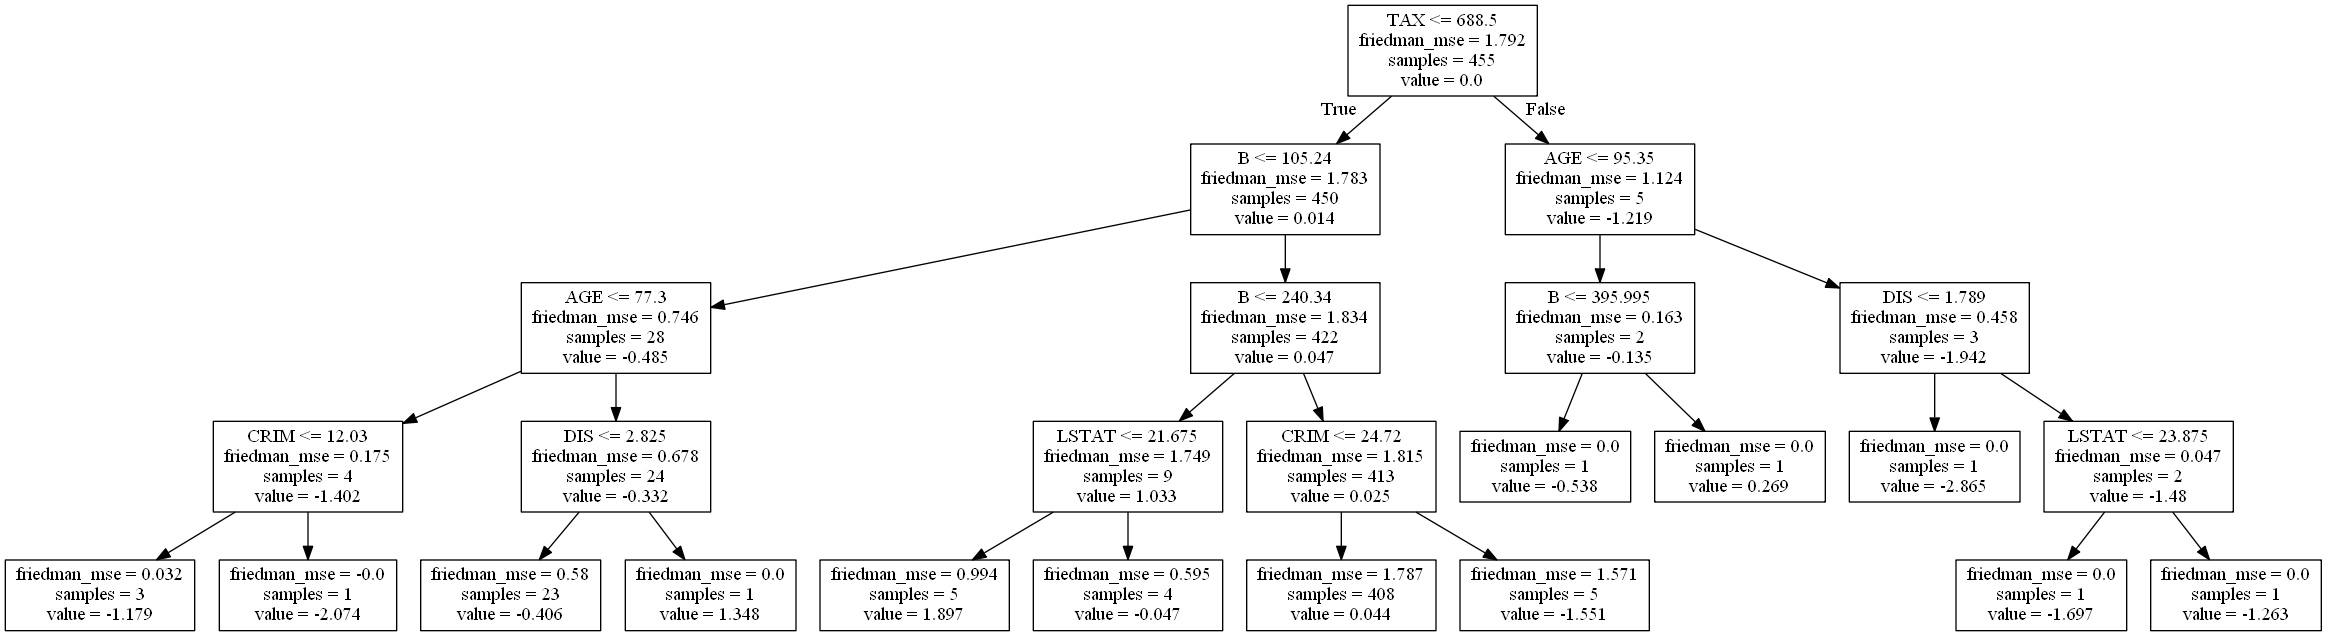 TAX <= 688.5
friedman_mse = 1.792
samples = 455
value = 0.0
True
False
B <= 105.24
friedman_mse = 1.783
samples = 450
value = 0.014
AGE <= 95.35
friedman_mse = 1.124
samples = 5
value = -1.219
AGE <= 77.3
friedman_mse = 0.746
samples = 28
value = -0.485
B <= 240.34
friedman_mse = 1.834
samples = 422
value = 0.047
B <= 395.995
friedman_mse = 0.163
samples = 2
value = -0.135
DIS <= 1.789
friedman_mse = 0.458
samples = 3
value = -1.942
CRIM <= 12.03
friedman_mse = 0.175
samples = 4
value = -1.402
DIS <= 2.825
friedman_mse = 0.678
samples = 24
value = -0.332
LSTAT <= 21.675
friedman_mse = 1.749
samples = 9
value = 1.033
CRIM <= 24.72
friedman_mse = 1.815
samples = 413
value = 0.025
friedman_mse = 0.0
samples = 1
value = -0.538
friedman_mse = 0.0
samples = 1
value = 0.269
friedman_mse = 0.0
samples = 1
value = -2.865
LSTAT <= 23.875
friedman_mse = 0.047
samples = 2
value = -1.48
friedman_mse = 0.032
samples = 3
value = -1.179
friedman_mse = -0.0
samples = 1
value = -2.074
friedman_mse = 0.58
samples = 23
value = -0.406
friedman_mse = 0.0
samples = 1
value = 1.348
friedman_mse = 0.994
samples = 5
value = 1.897
friedman_mse = 0.595
samples = 4
value = -0.047
friedman_mse = 1.787
samples = 408
value = 0.044
friedman_mse = 1.571
samples = 5
value = -1.551
friedman_mse = 0.0
samples = 1
value = -1.697
friedman_mse = 0.0
samples = 1
value = -1.263